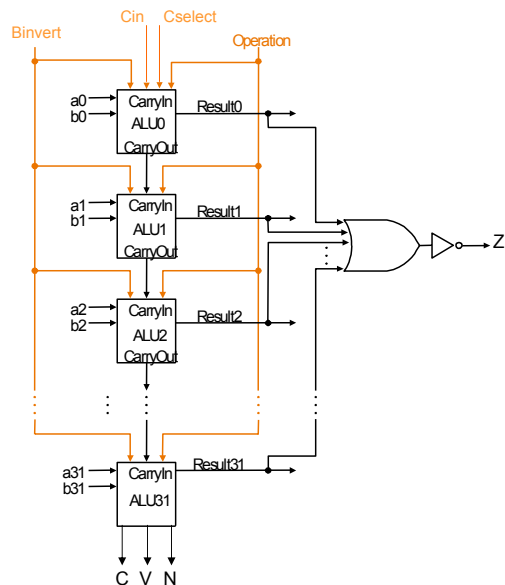 Cin Cselect
Binvert Operation
a0 CarryIn Result0
b0 ALU0
CarryOut
a1 CarryIn Result1
b1 ALU1
CarryOut
Z
a2 CarryIn Result2
b2 ALU2
CarryOut
a31 CarryIn Result31
b31 ALU31
C V N